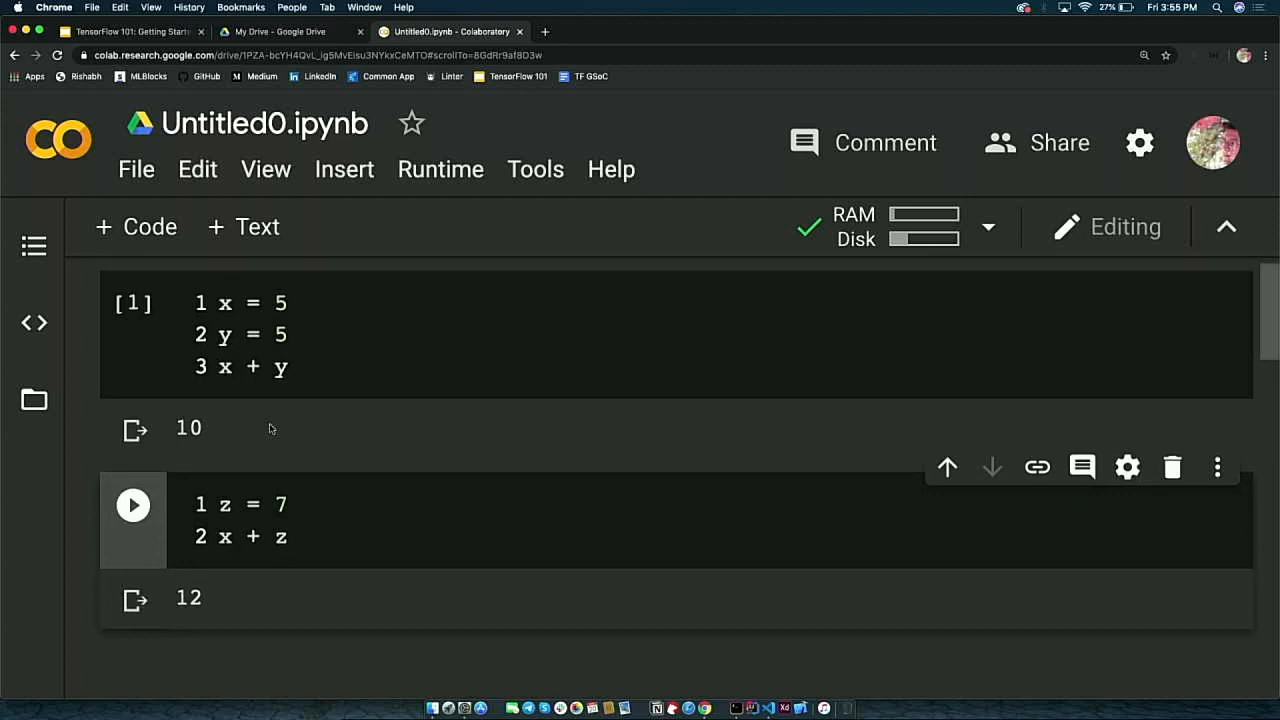 Chrome File Edit View History Bookmarks People Tab Window Help 27% Fri 3:55 PM
TensorFlow 101: Getting Start My Drive - Google Drive Untitled0.ipynb - Colaboratory
colab.research.google.com/drive/1PZA-bcYH4QvL_ig5MvEisu3NYkxCeMTO#scrollTo=8GdRr9af8D3w
Apps Rishabh MLBlocks GitHub Medium LinkedIn Common App Linter TensorFlow 101 TF GSoC
Untitled0.ipynb
Comment Share
File Edit View Insert Runtime Tools Help
+ Code + Text RAM Disk Editing
[1] 1 x = 5
2 y = 5
3 x + y
10
1 z = 7
2 x + z
12